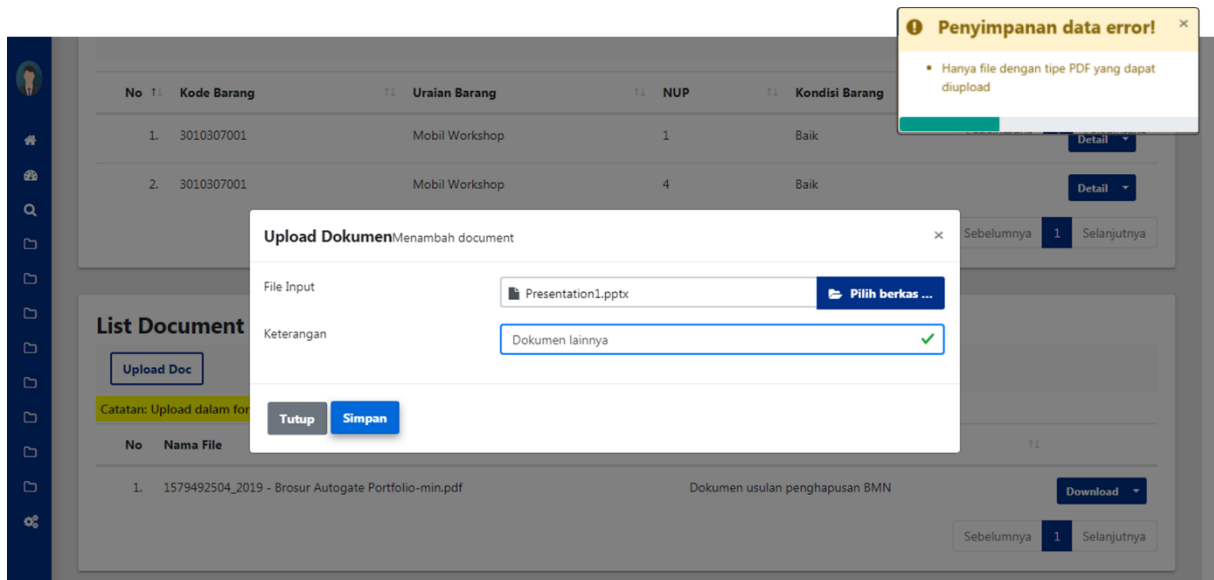 Penyimpanan data error! ×
Hanya file dengan tipe PDF yang dapat
diupload
No Kode Barang Uraian Barang NUP Kondisi Barang
1. 3010307001 Mobil Workshop 1 Baik Detail
2. 3010307001 Mobil Workshop 4 Baik Detail
Sebelumnya 1 Selanjutnya
Upload Dokumen Menambah document ×
File Input Presentation1.pptx Pilih berkas ...
Keterangan Dokumen lainnya
Tutup Simpan
List Document
Upload Doc
Catatan: Upload dalam for
No Nama File
1. 1579492504_2019 - Brosur Autogate Portfolio-min.pdf Dokumen usulan penghapusan BMN Download
Sebelumnya 1 Selanjutnya